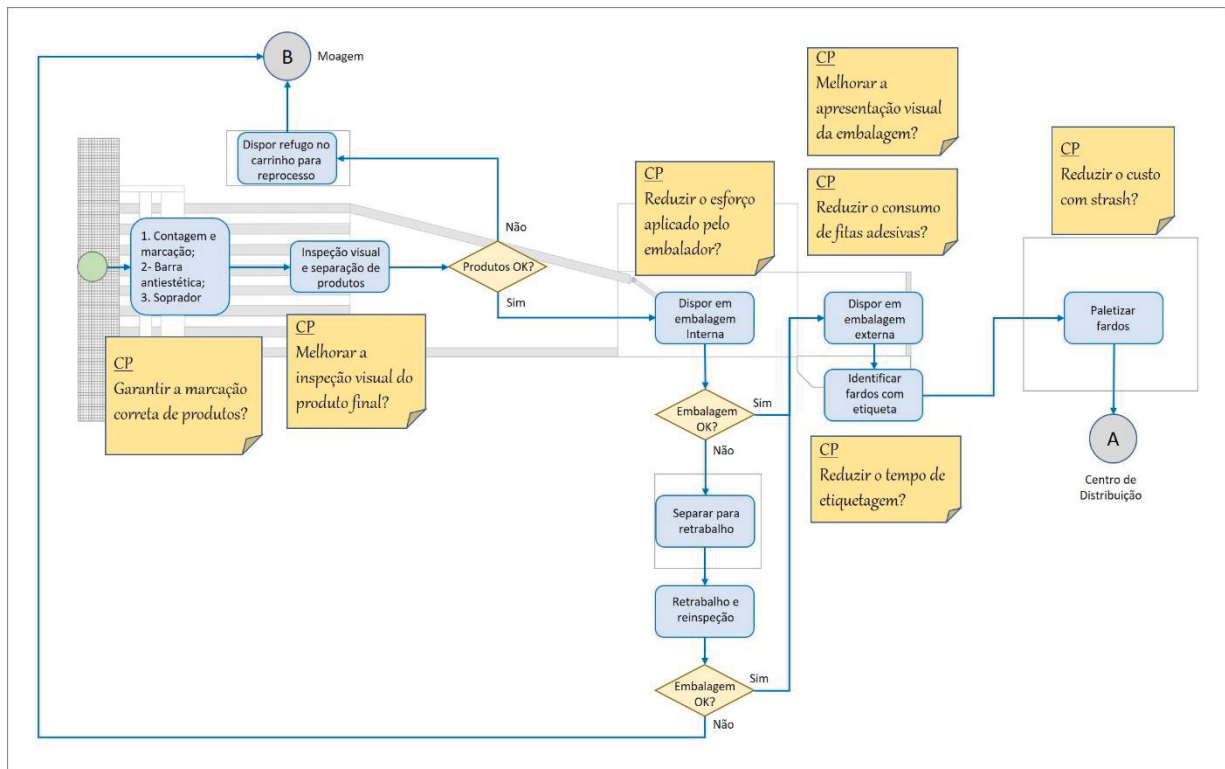 B
Moagem
Dispor refugo no
carrinho para
reprocesso
CP
Melhorar a
apresentação visual
da embalagem?
CP
Reduzir o custo
com strash?
CP
Reduzir o esforço
aplicado pelo
embalador?
CP
Reduzir o consumo
de fitas adesivas?
Não
1. Contagem e
marcação;
2- Barra
antiestética;
3. Soprador
Inspeção visual
e separação de
produtos
Produtos OK?
Sim
Dispor em
embalagem
Interna
Dispor em
embalagem
externa
Paletizar
fardos
CP
Garantir a marcação
correta de produtos?
CP
Melhorar a
inspeção visual do
produto final?
Identificar
fardos com
etiqueta
Embalagem
OK?
Sim
Não
CP
Reduzir o tempo de
etiquetagem?
A
Centro de
Distribuição
Separar para
retrabalho
Retrabalho e
reinspeção
Embalagem
OK?
Sim
Não